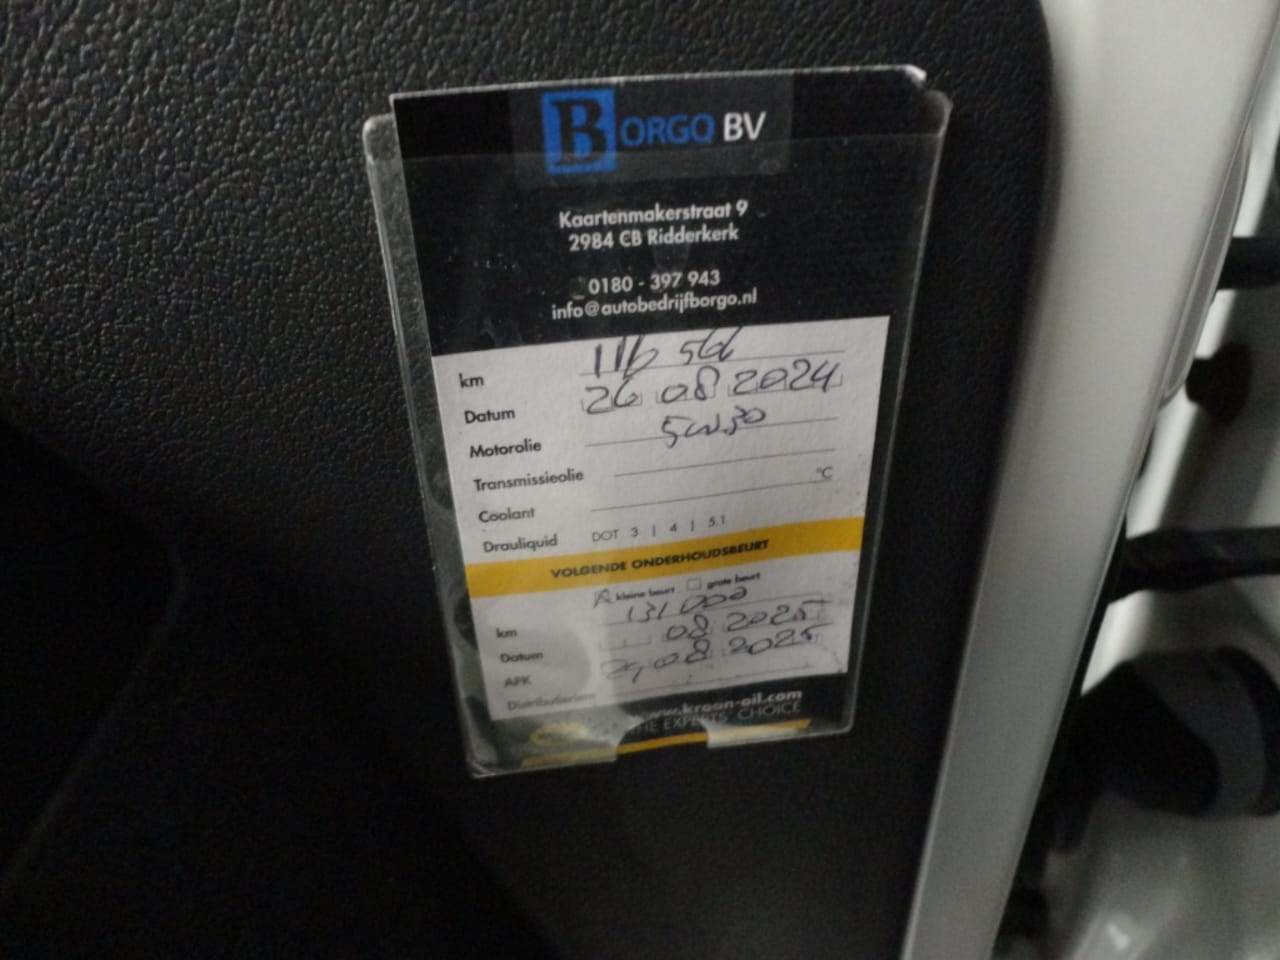 BORGO BV
Kaartenmakerstraat 9
2984 CB Ridderkerk
0180 - 397 943
info@autobedrijfborgo.nl
km 116 566
Datum 26 08 2024
Motorolie 5w30
Transmissieolie
Coolant °C
Drauliquid DOT 3 | 4 | 5.1
VOLGENDE ONDERHOUDSBEURT
kleine beurt grote beurt
km 131 000
Datum 08 2025
APK 08 2025
Distributieriem
www.kroon-oil.com
THE EXPERTS' CHOICE